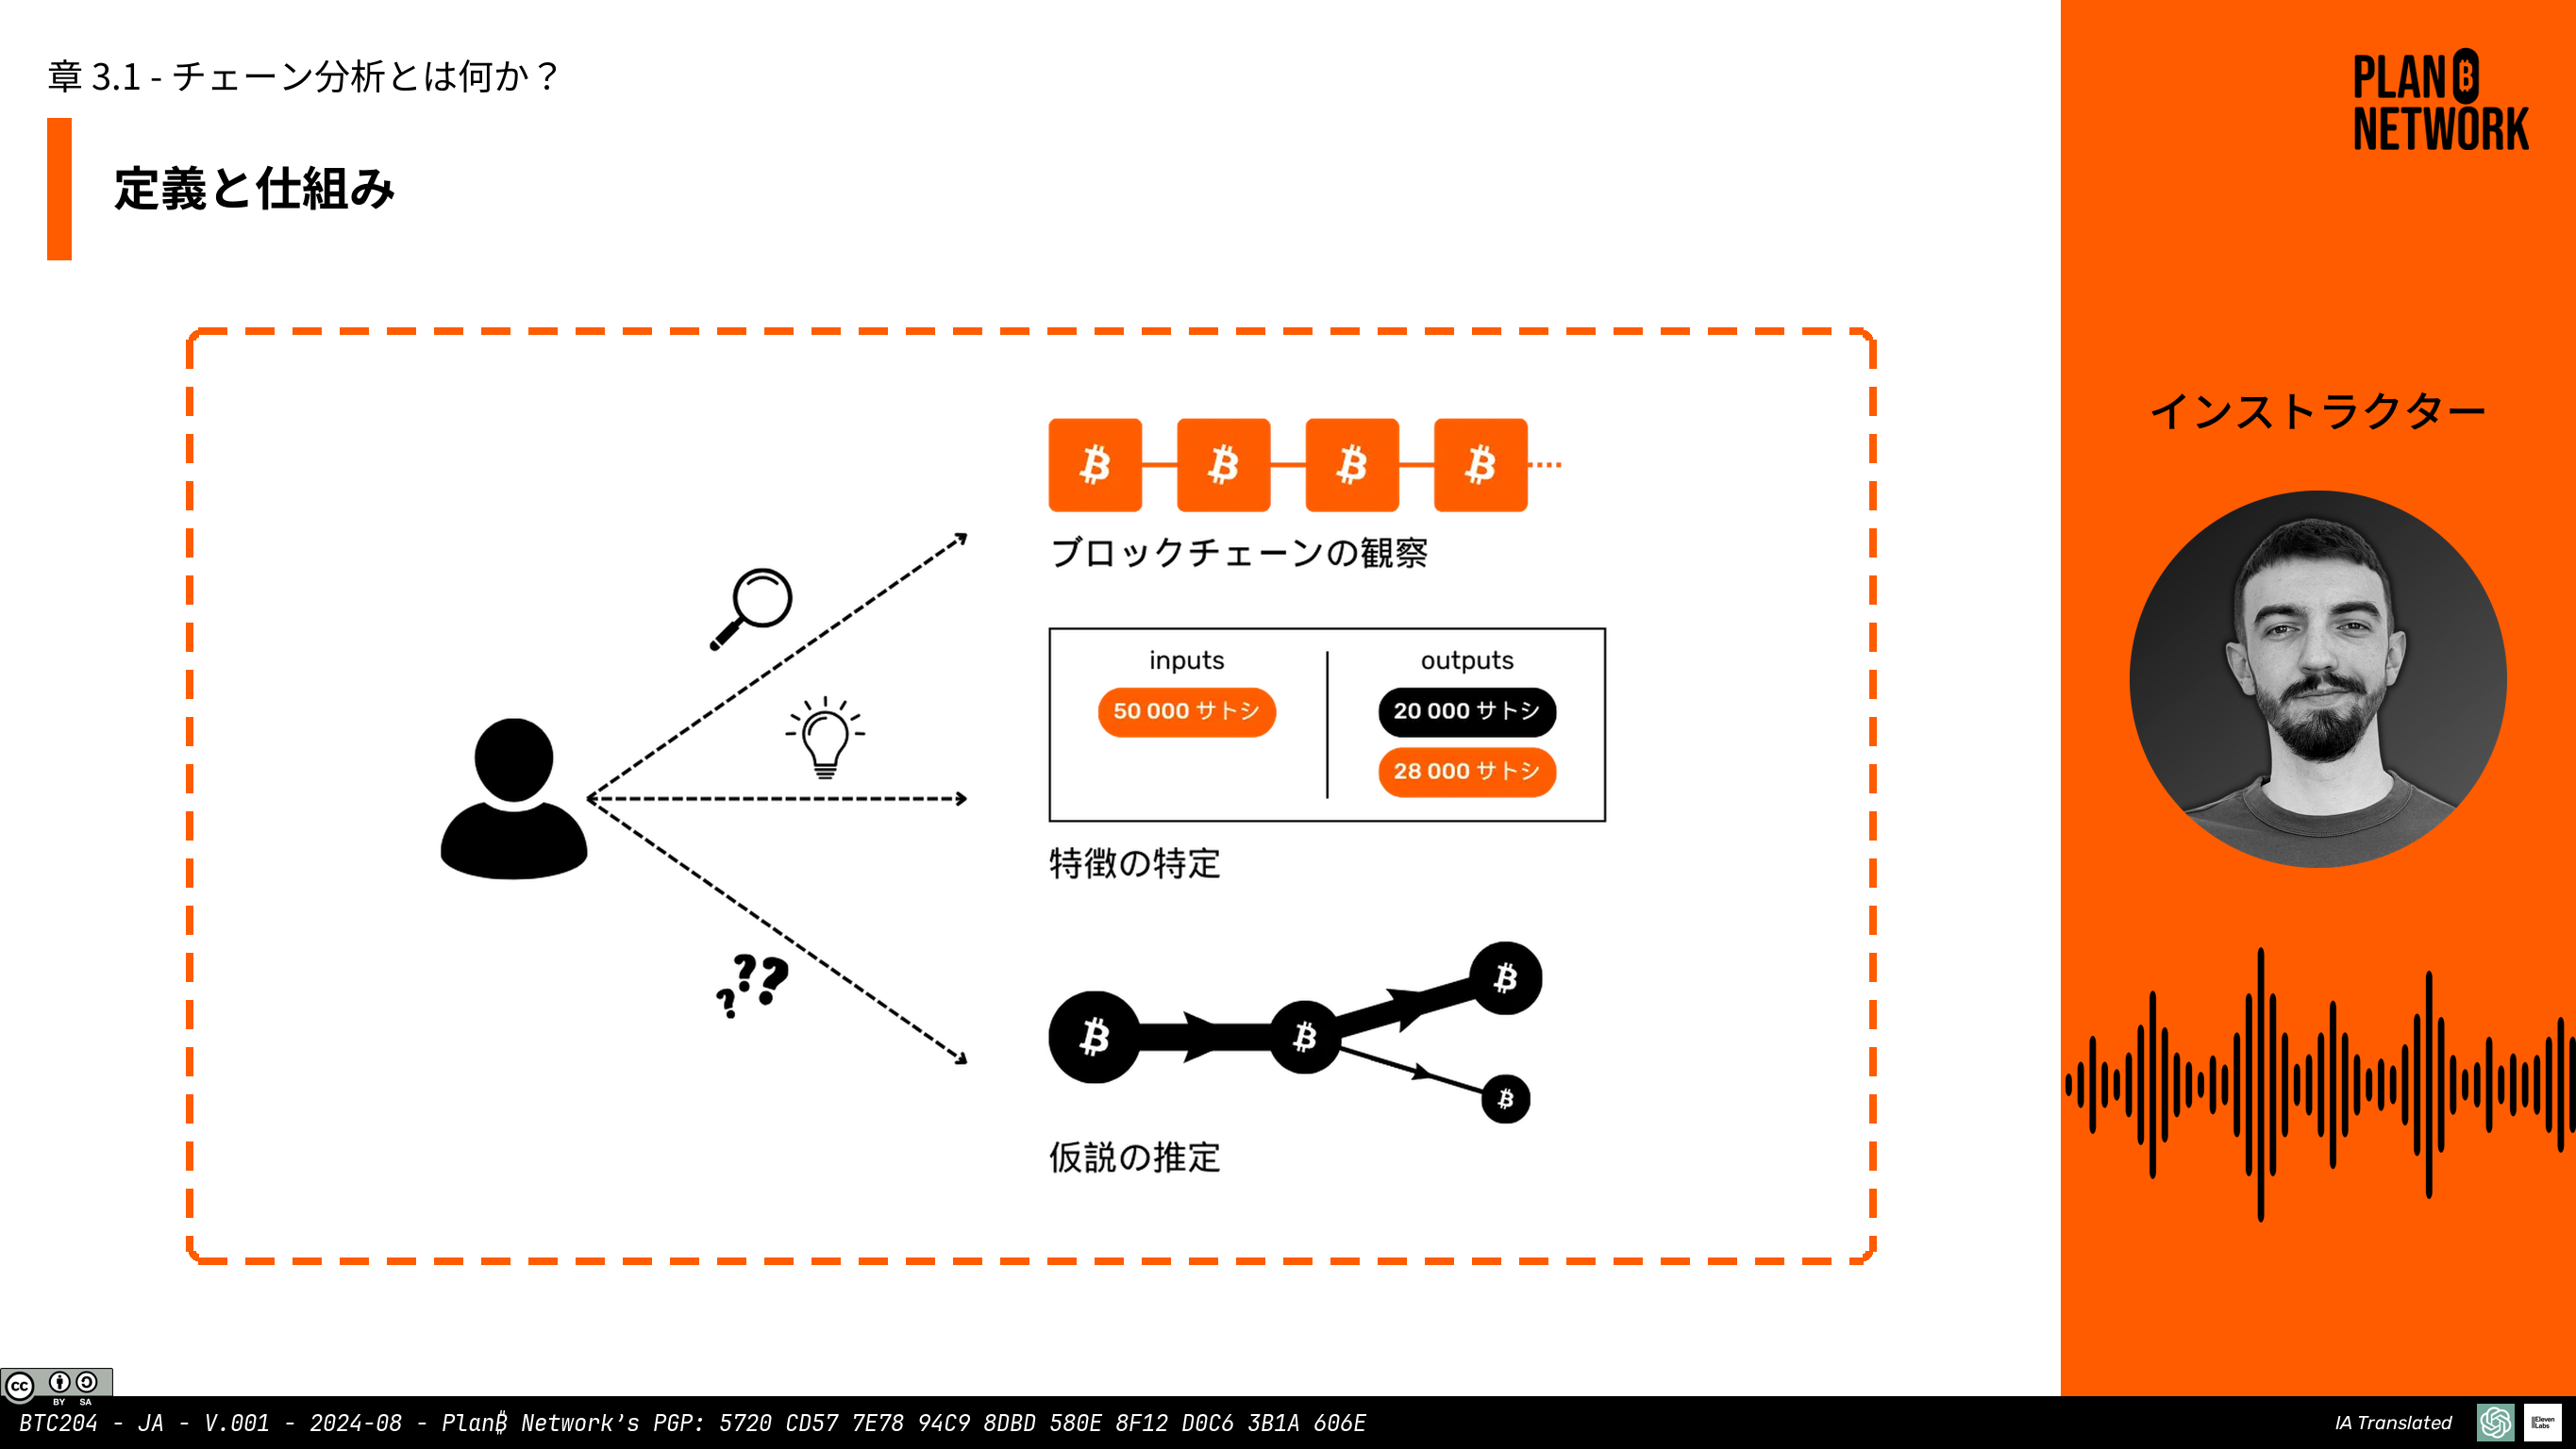 章 3.1 - チェーン分析とは何か？
定義と仕組み
PLAN ₿
NETWORK
インストラクター
ブロックチェーンの観察
inputs
outputs
50 000 サトシ
20 000 サトシ
28 000 サトシ
特徴の特定
??
?
仮説の推定
cc
BY SA
BTC204 - JA - V.001 - 2024-08 - Plan₿ Network's PGP: 5720 CD57 7E78 94C9 8DBD 580E 8F12 D0C6 3B1A 606E
IA Translated
IIElevenLabs